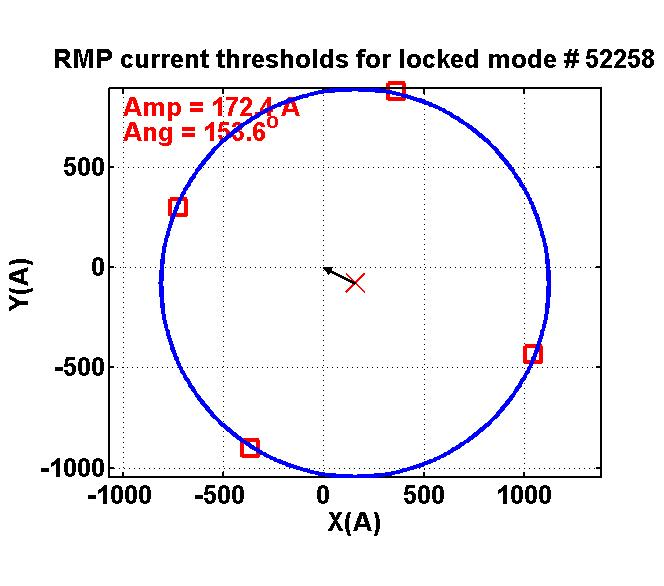 RMP current thresholds for locked mode # 52258
Amp = 172.4 A
Ang = 153.6°
500
0
-500
-1000
Y(A)
-1000 -500 0 500 1000
X(A)